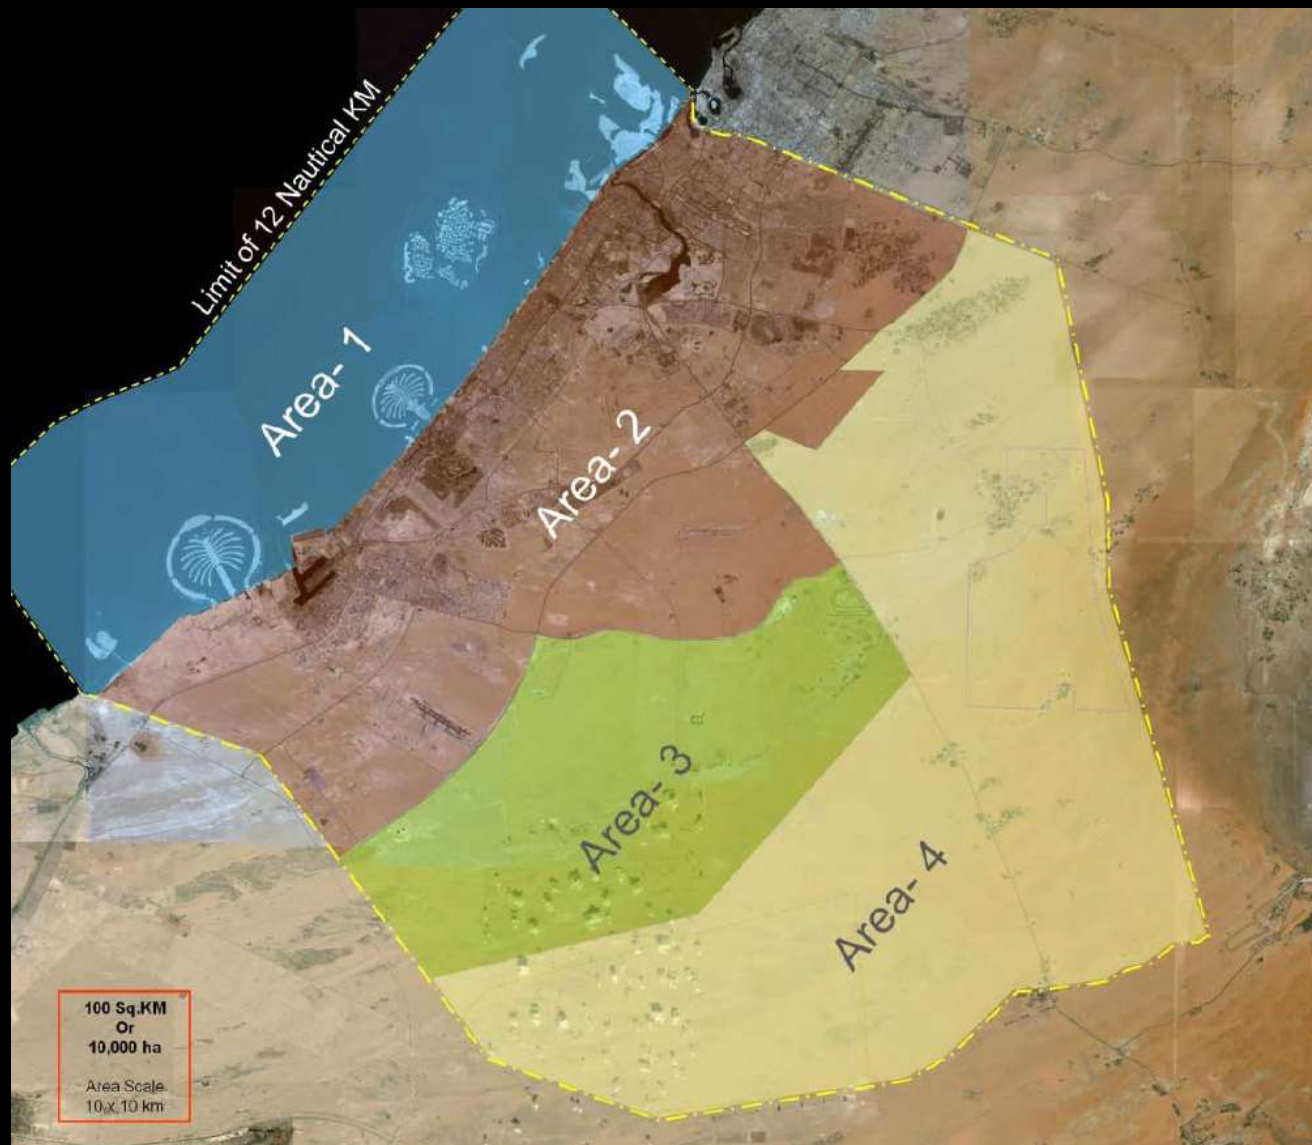 Limit of 12 Nautical KM
Area- 1
Area- 2
Area- 3
Area- 4
100 Sq.KM
Or
10,000 ha
Area Scale
10 x 10 km